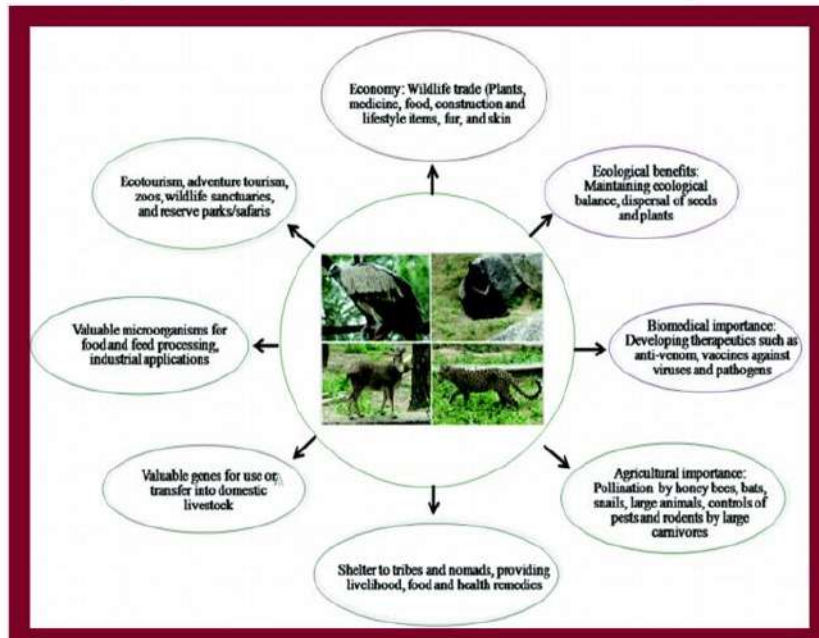 Economy: Wildlife trade (Plants,
medicine, food, construction and
lifestyle items, fur, and skin
Ecological benefits:
Maintaining ecological
balance, dispersal of seeds
and plants
Biomedical importance:
Developing therapeutics such as
anti-venom, vaccines against
viruses and pathogens
Agricultural importance:
Pollination by honey bees, bats,
snails, large animals, controls of
pests and rodents by large
carnivores
Shelter to tribes and nomads, providing
livelihood, food and health remedies
Valuable genes for use or
transfer into domestic
livestock
Valuable microorganisms for
food and feed processing,
industrial applications
Ecotourism, adventure tourism,
zoos, wildlife sanctuaries,
and reserve parks/safaris